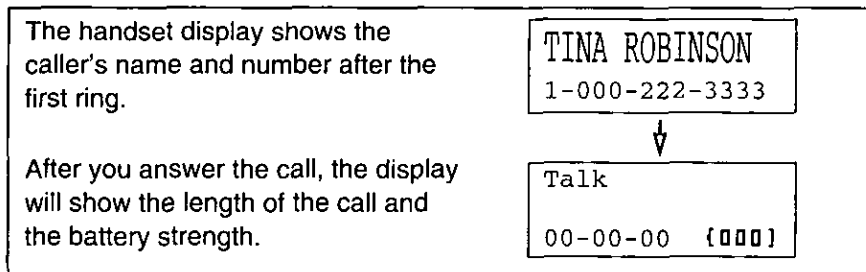 The handset display shows the
caller's name and number after the
first ring.
TINA ROBINSON
1-000-222-3333
After you answer the call, the display
will show the length of the call and
the battery strength.
Talk
00-00-00